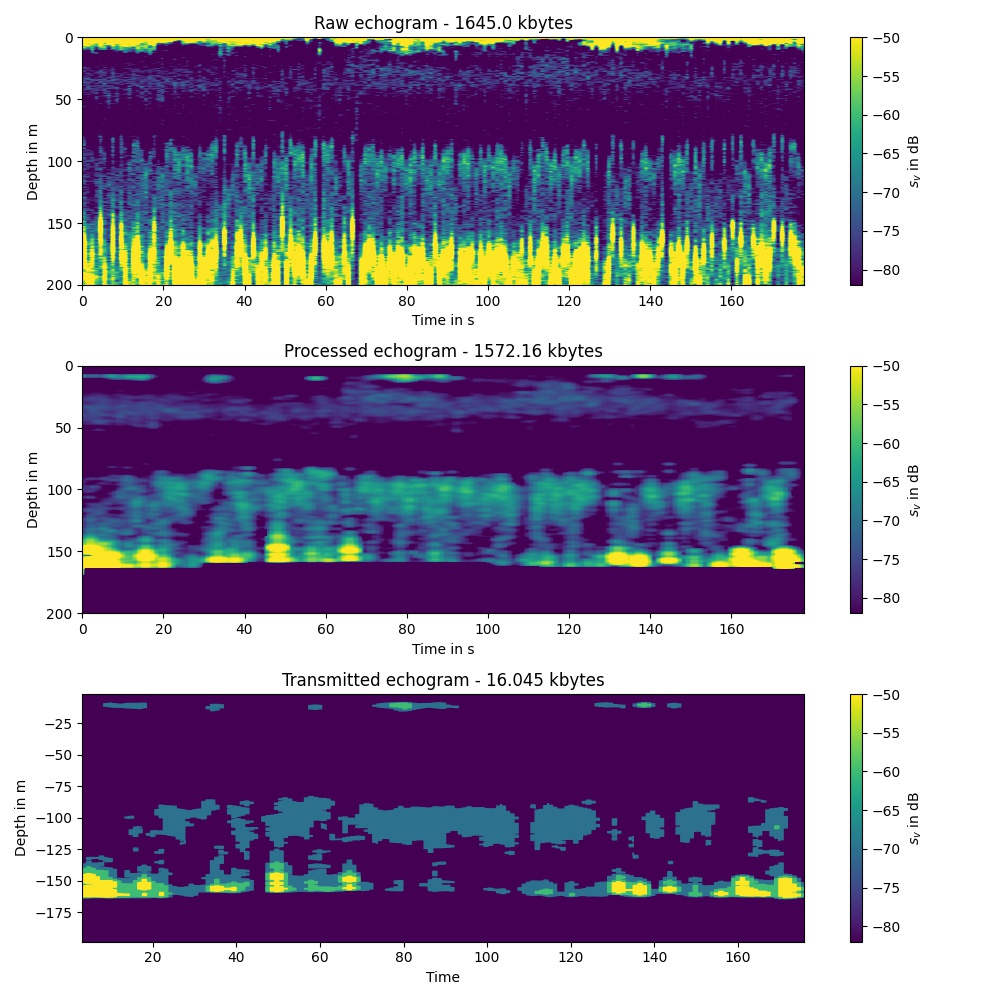 Raw echogram - 1645.0 kbytes
0
50
100
150
200
Depth in m
0 20 40 60 80 100 120 140 160
Time in s
−50
−55
−60
−65
−70
−75
−80
s_v in dB
Processed echogram - 1572.16 kbytes
0
50
100
150
200
Depth in m
0 20 40 60 80 100 120 140 160
Time in s
−50
−55
−60
−65
−70
−75
−80
s_v in dB
Transmitted echogram - 16.045 kbytes
−25
−50
−75
−100
−125
−150
−175
Depth in m
20 40 60 80 100 120 140 160
Time
−50
−55
−60
−65
−70
−75
−80
s_v in dB